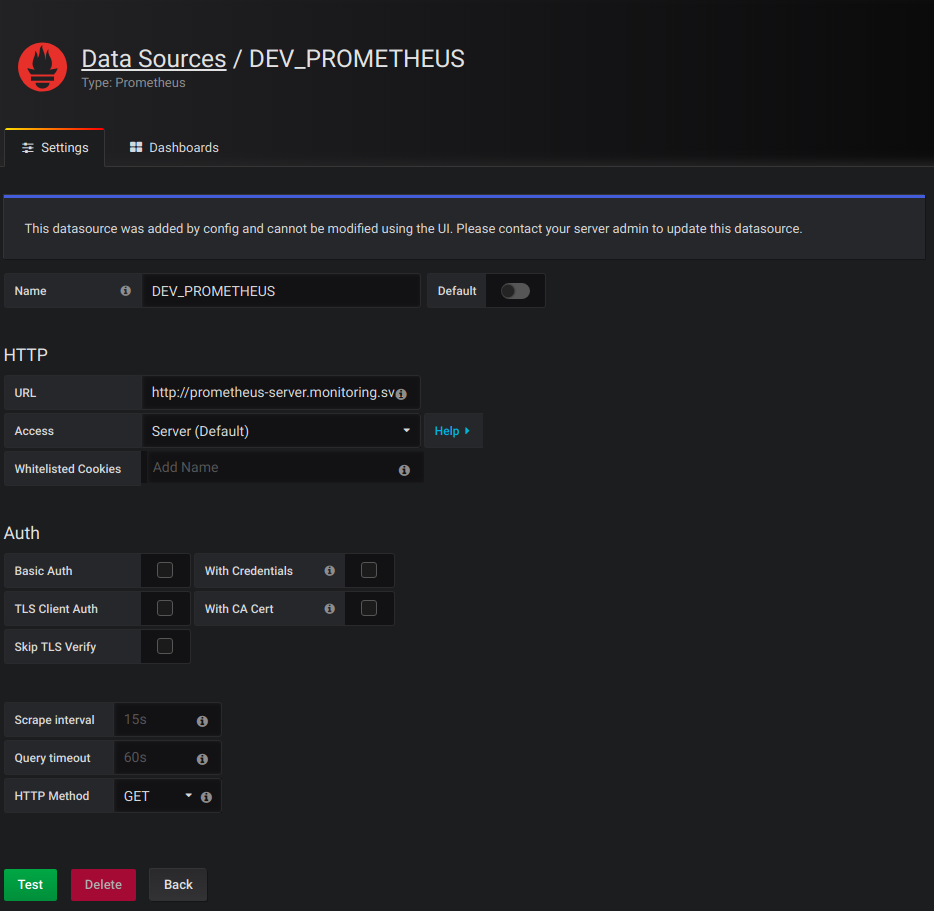 Data Sources / DEV_PROMETHEUS
Type: Prometheus
Settings Dashboards
This datasource was added by config and cannot be modified using the UI. Please contact your server admin to update this datasource.
Name DEV_PROMETHEUS Default
HTTP
URL http://prometheus-server.monitoring.sv
Access Server (Default) Help
Whitelisted Cookies Add Name
Auth
Basic Auth With Credentials
TLS Client Auth With CA Cert
Skip TLS Verify
Scrape interval 15s
Query timeout 60s
HTTP Method GET
Test Delete Back